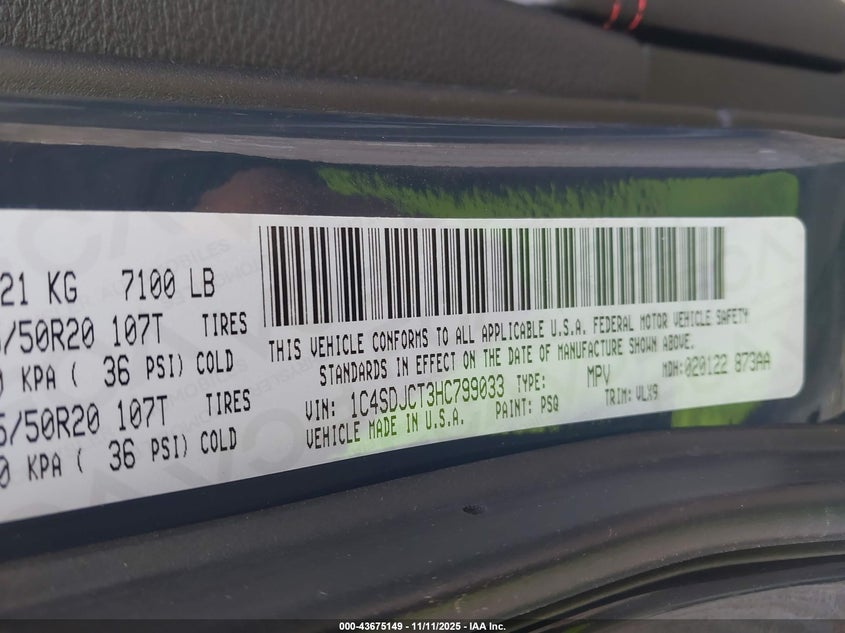 21 KG 7100 LB
/50R20 107T TIRES
KPA ( 36 PSI) COLD
5/50R20 107T TIRES
0 KPA ( 36 PSI) COLD
THIS VEHICLE CONFORMS TO ALL APPLICABLE U.S.A. FEDERAL MOTOR VEHICLE SAFETY
STANDARDS IN EFFECT ON THE DATE OF MANUFACTURE SHOWN ABOVE.
VIN: 1C4SDJCT3HC799033 TYPE: MPV MDH: 020122 873AA
VEHICLE MADE IN U.S.A. PAINT: PSQ TRIM: VLX9
000-43675149 - 11/11/2025 - IAA Inc.